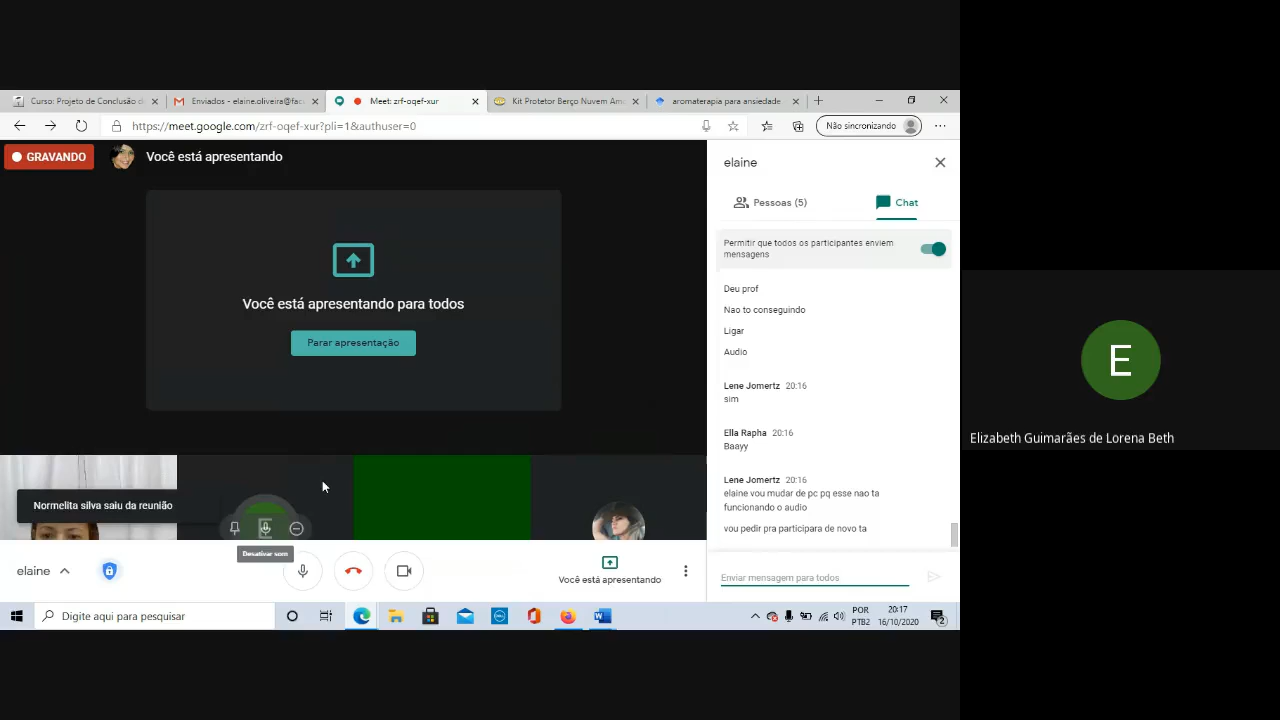 Curso: Projeto de Conclusão d
Enviados - elaine.oliveira@fac
Meet: zrf-oqef-xur
Kit Protetor Berço Nuvem Am
aromaterapia para ansiedade
https://meet.google.com/zrf-oqef-xur?pli=1&authuser=0
Não sincronizando
GRAVANDO
Você está apresentando
Você está apresentando para todos
Parar apresentação
Normelita silva saiu da reunião
Desativar som
elaine
Você está apresentando
elaine
Pessoas (5)
Chat
Permitir que todos os participantes enviem
mensagens
Deu prof
Nao to conseguindo
Ligar
Audio
Lene Jomertz 20:16
sim
Ella Rapha 20:16
Baayy
Lene Jomertz 20:16
elaine vou mudar de pc pq esse nao ta
funcionando o audio
vou pedir pra participara de novo ta
Enviar mensagem para todos
Digite aqui para pesquisar
POR
PTB2
20:17
16/10/2020
2
E
Elizabeth Guimarães de Lorena Beth